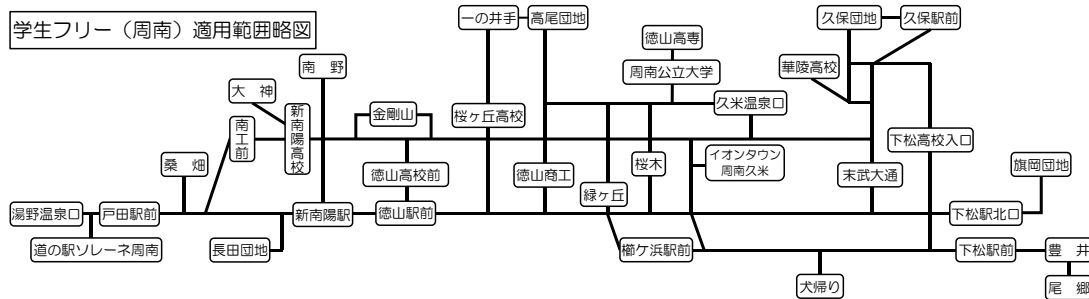 学生フリー（周南）適用範囲略図
一の井手
高尾団地
久保団地
久保駅前
徳山高専
南　野
周南公立大学
華陵高校
大　神
新南陽高校
金剛山
桜ヶ丘高校
久米温泉口
南工前
下松高校入口
桑　畑
徳山高校前
徳山商工
桜木
イオンタウン
周南久米
末武大通
旗岡団地
緑ヶ丘
湯野温泉口
戸田駅前
新南陽駅
徳山駅前
下松駅北口
道の駅ソレーネ周南
長田団地
櫛ケ浜駅前
下松駅前
豊　井
犬帰り
尾　郷